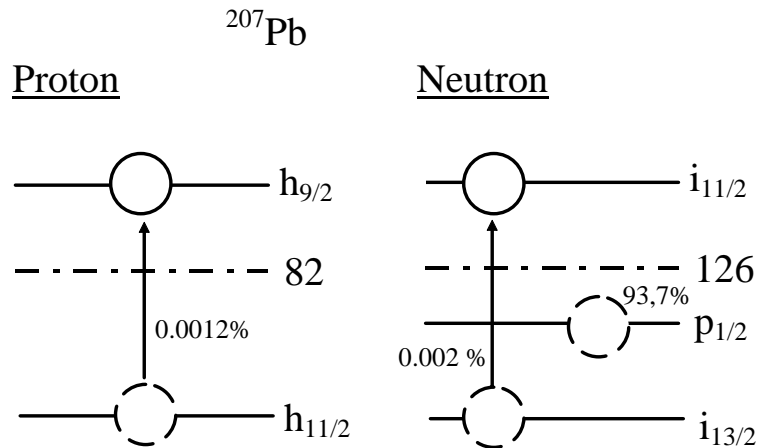 ²⁰⁷Pb
Proton
Neutron
h₉/₂
i₁₁/₂
82
126
93,7%
p₁/₂
0.0012%
0.002 %
h₁₁/₂
i₁₃/₂